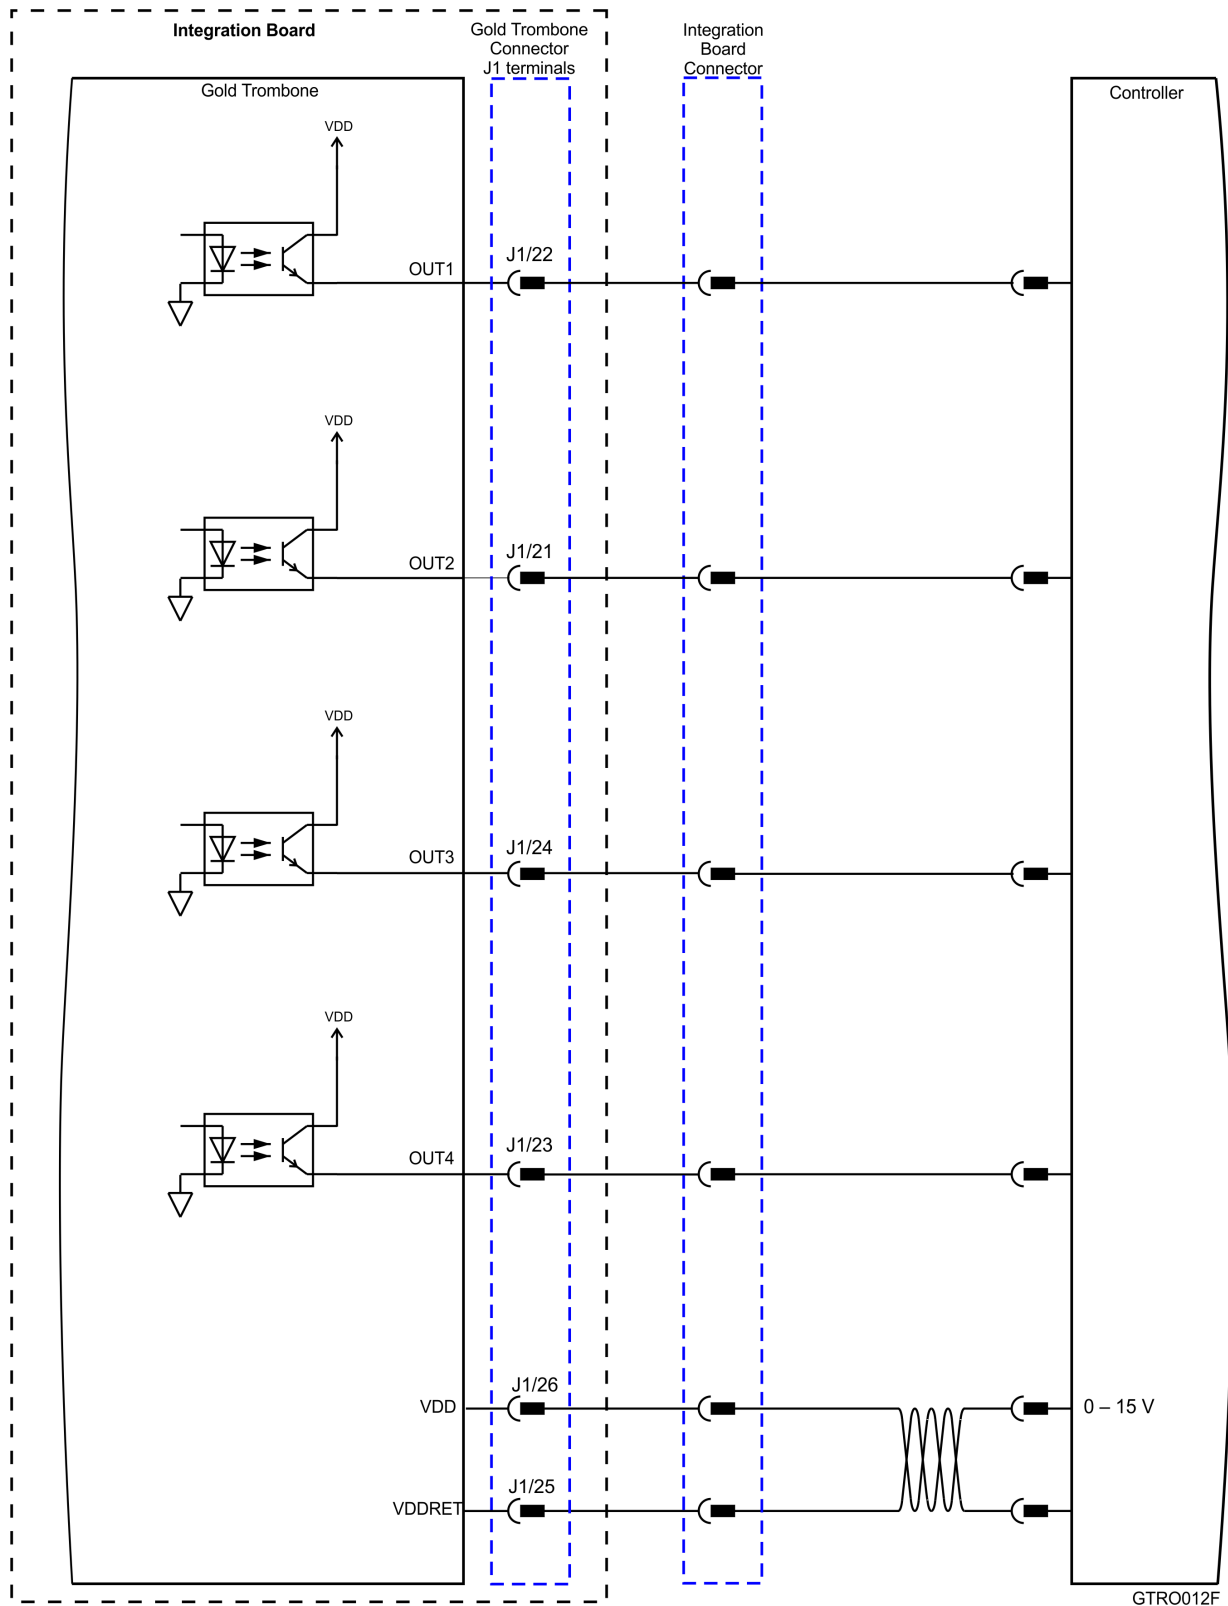 Integration Board
Gold Trombone
Connector
J1 terminals
Integration
Board
Connector
Gold Trombone
Controller
VDD
J1/22
OUT1
VDD
J1/21
OUT2
VDD
J1/24
OUT3
VDD
J1/23
OUT4
J1/26
VDD
0 – 15 V
J1/25
VDDRET
GTRO012F